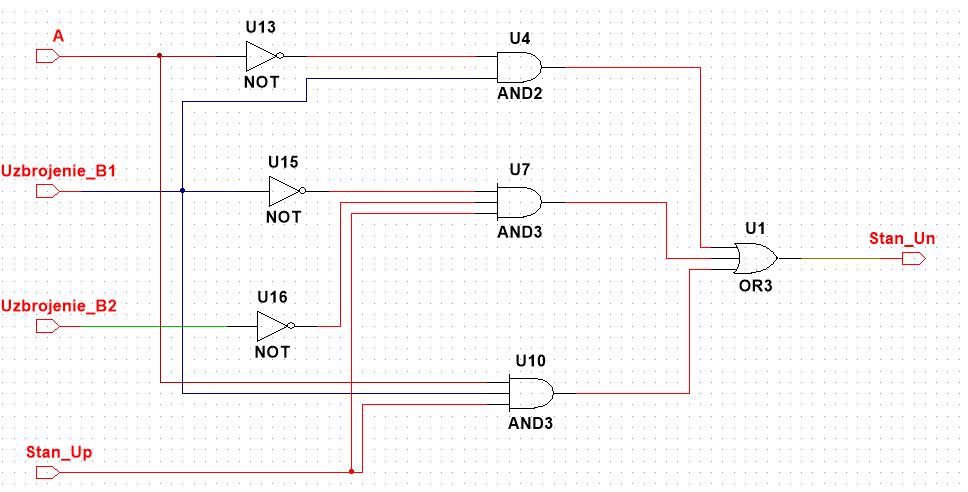 A
U13
NOT
U4
AND2
Uzbrojenie_B1
U15
NOT
U7
AND3
U1
OR3
Stan_Un
Uzbrojenie_B2
U16
NOT
U10
AND3
Stan_Up